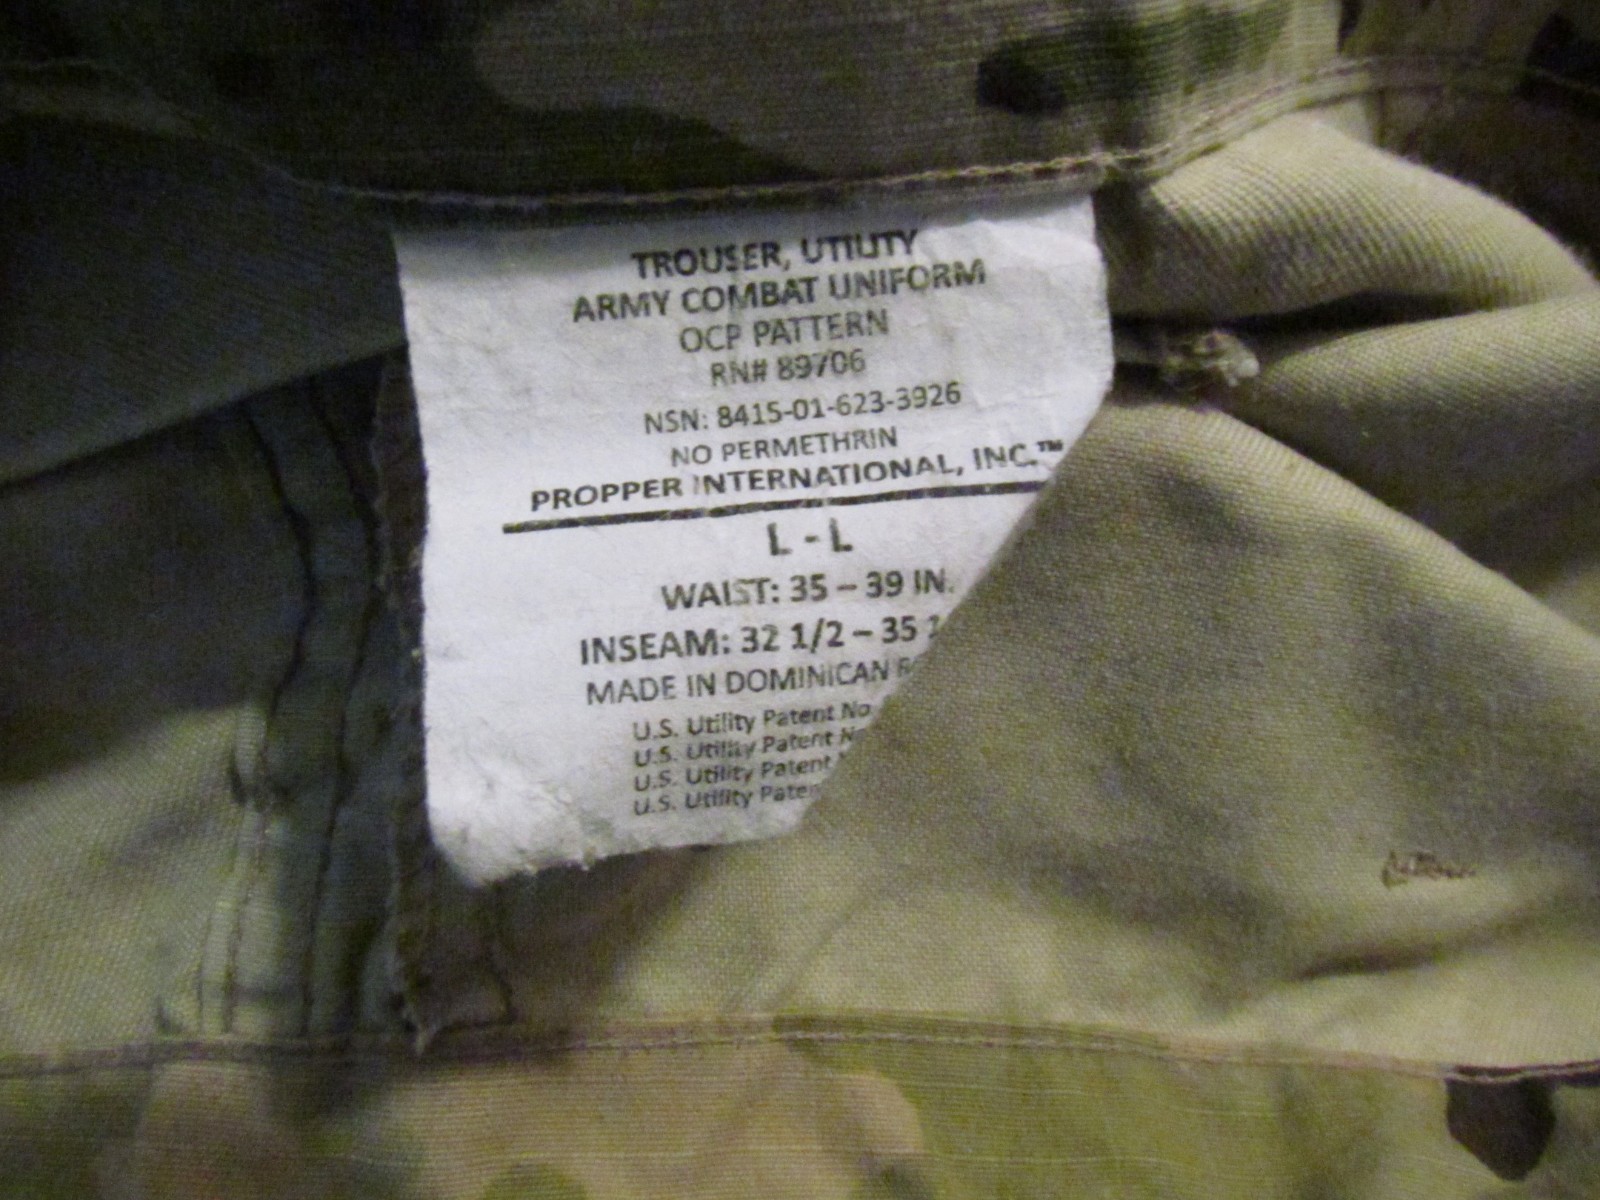 TROUSER, UTILITY
ARMY COMBAT UNIFORM
OCP PATTERN
RN# 89706
NSN: 8415-01-623-3926
NO PERMETHRIN
PROPPER INTERNATIONAL, INC.™
L - L
WAIST: 35 – 39 IN.
INSEAM: 32 1/2 – 35
MADE IN DOMINICAN
U.S. Utility Patent No
U.S. Utility Patent
U.S. Utility Patent
U.S. Utility